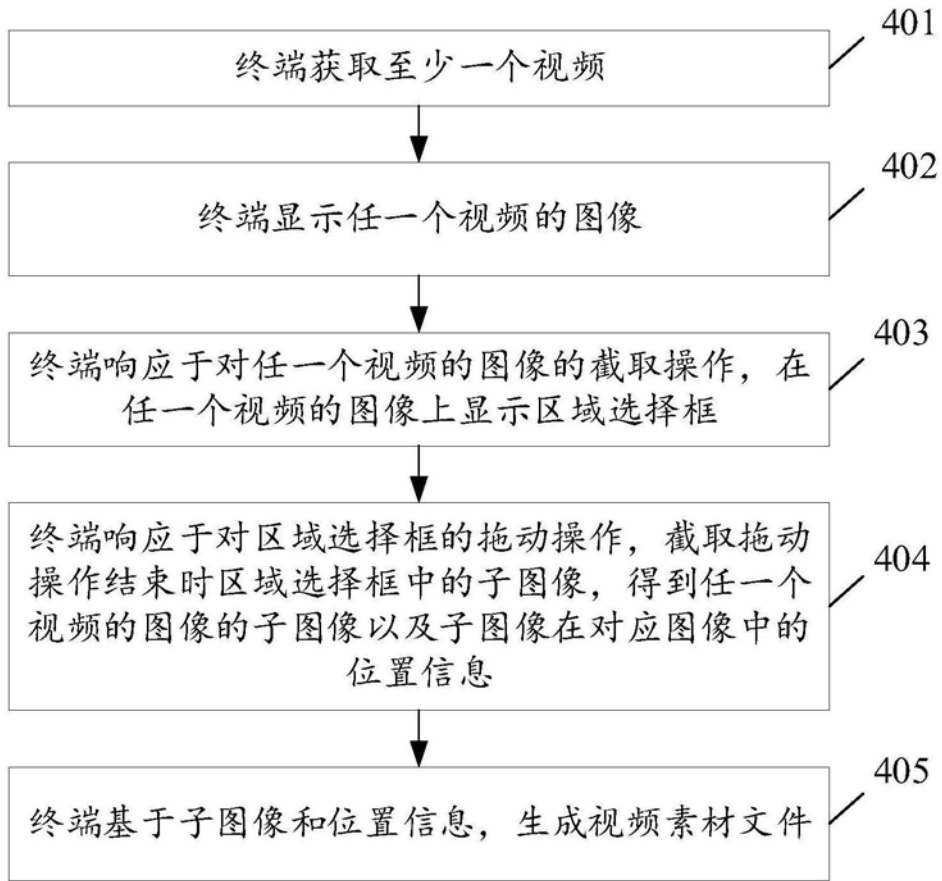 401
终端获取至少一个视频
402
终端显示任一个视频的图像
403
终端响应于对任一个视频的图像的截取操作，在
任一个视频的图像上显示区域选择框
终端响应于对区域选择框的拖动操作，截取拖动
操作结束时区域选择框中的子图像，得到任一个
404
视频的图像的子图像以及子图像在对应图像中的
位置信息
405
终端基于子图像和位置信息，生成视频素材文件